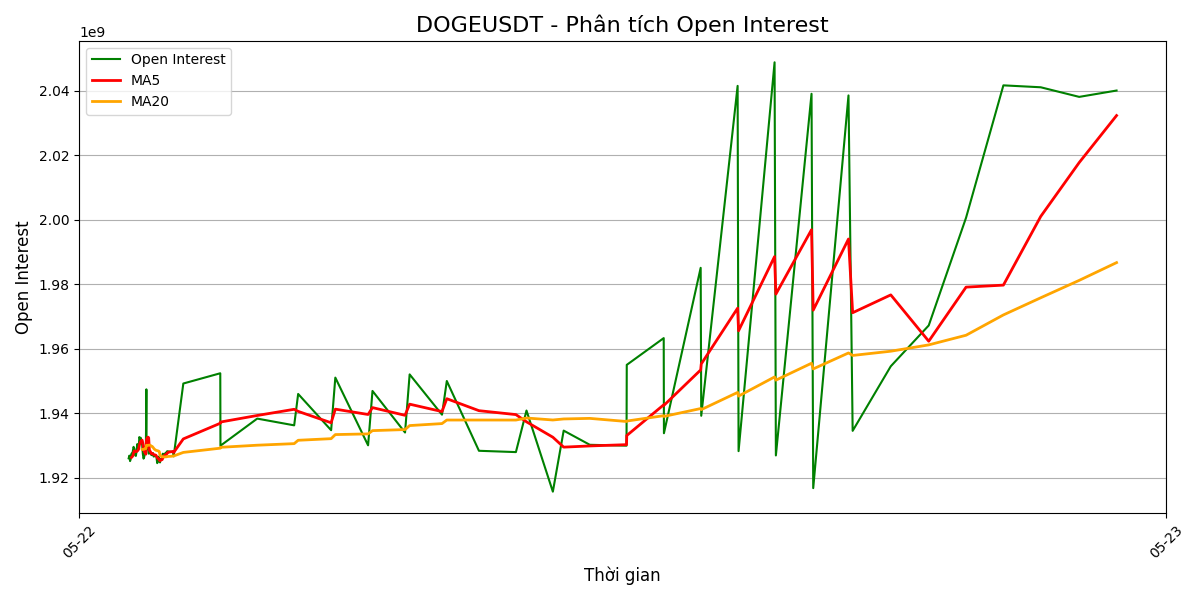 DOGEUSDT - Phân tích Open Interest
1e9
Open Interest
MA5
MA20
2.04
2.02
2.00
1.98
1.96
1.94
1.92
Open Interest
05-22
05-23
Thời gian